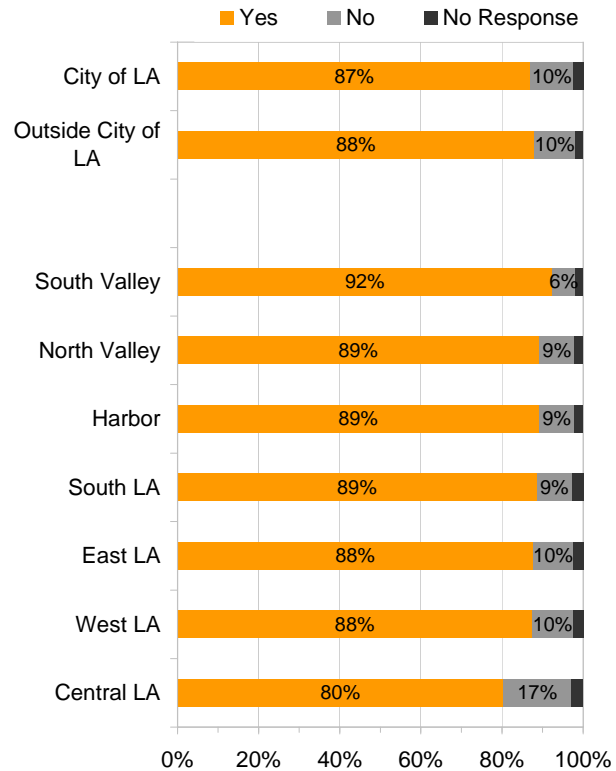 Yes No No Response
City of LA 87% 10%
Outside City of
LA 88% 10%
South Valley 92% 6%
North Valley 89% 9%
Harbor 89% 9%
South LA 89% 9%
East LA 88% 10%
West LA 88% 10%
Central LA 80% 17%
0% 20% 40% 60% 80% 100%